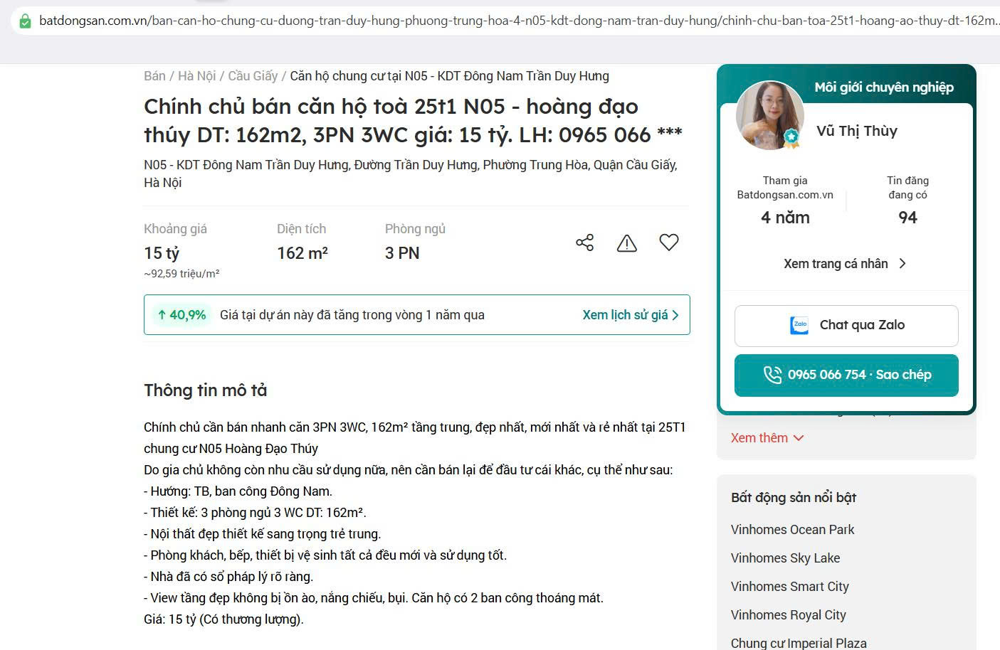 batdongsan.com.vn/ban-can-ho-chung-cu-duong-tran-duy-hung-phuong-trung-hoa-4-n05-kdt-dong-nam-tran-duy-hung/chinh-chu-ban-toa-25t1-hoang-ao-thuy-dt-162m...
Bán / Hà Nội / Cầu Giấy / Căn hộ chung cư tại N05 - KDT Đông Nam Trần Duy Hưng
Chính chủ bán căn hộ toà 25t1 N05 - hoàng đạo
thúy DT: 162m2, 3PN 3WC giá: 15 tỷ. LH: 0965 066 ***
N05 - KDT Đông Nam Trần Duy Hưng, Đường Trần Duy Hưng, Phường Trung Hòa, Quận Cầu Giấy,
Hà Nội
Khoảng giá
15 tỷ
~92,59 triệu/m²
Diện tích
162 m²
Phòng ngủ
3 PN
40,9% Giá tại dự án này đã tăng trong vòng 1 năm qua
Xem lịch sử giá
Thông tin mô tả
Chính chủ cần bán nhanh căn 3PN 3WC, 162m² tầng trung, đẹp nhất, mới nhất và rẻ nhất tại 25T1
chung cư N05 Hoàng Đạo Thúy
Do gia chủ không còn nhu cầu sử dụng nữa, nên cần bán lại để đầu tư cái khác, cụ thể như sau:
- Hướng: TB, ban công Đông Nam.
- Thiết kế: 3 phòng ngủ 3 WC DT: 162m².
- Nội thất đẹp thiết kế sang trọng trẻ trung.
- Phòng khách, bếp, thiết bị vệ sinh tất cả đều mới và sử dụng tốt.
- Nhà đã có sổ pháp lý rõ ràng.
- View tầng đẹp không bị ồn ào, nắng chiếu, bụi. Căn hộ có 2 ban công thoáng mát.
Giá: 15 tỷ (Có thương lượng).
Môi giới chuyên nghiệp
Vũ Thị Thùy
Tham gia
Batdongsan.com.vn
4 năm
Tin đăng
đang có
94
Xem trang cá nhân
Zalo
Chat qua Zalo
0965 066 754 · Sao chép
Xem thêm
Bất động sản nổi bật
Vinhomes Ocean Park
Vinhomes Sky Lake
Vinhomes Smart City
Vinhomes Royal City
Chung cư Imperial Plaza